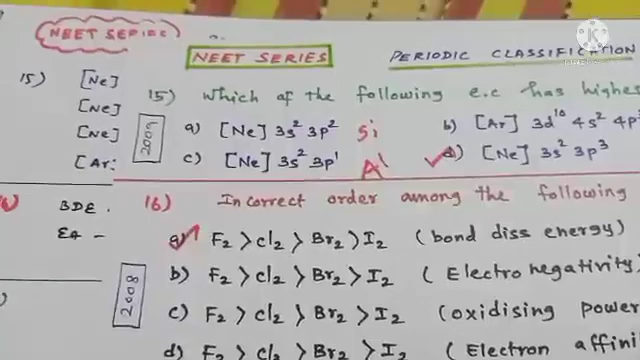 NEET SERIES
NEET SERIES
PERIODIC CLASSIFICATION
15) [Ne]
[Ne]
[Ne]
[Ar:
15) Which of the following e.c has highes
2009
a) [Ne] 3s² 3p² Si
b) [Ar] 3d¹⁰ 4s² 4p³
c) [Ne] 3s² 3p¹ Al
d) [Ne] 3s² 3p³
BDE.
EA -
16) Incorrect order among the following
a) F₂ > Cl₂ > Br₂ > I₂ (bond diss energy)
2008
b) F₂ > Cl₂ > Br₂ > I₂ (Electronegativity)
c) F₂ > Cl₂ > Br₂ > I₂ (oxidising power
d) F₂ > Cl₂ > Br₂ > I₂ (Electron affini